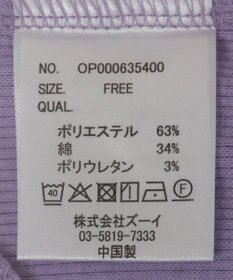 NO. OP000635400
SIZE. FREE
QUAL.
ポリエステル 63%
綿 34%
ポリウレタン 3%
40 F
株式会社ズーイ
03-5819-7333
中国製